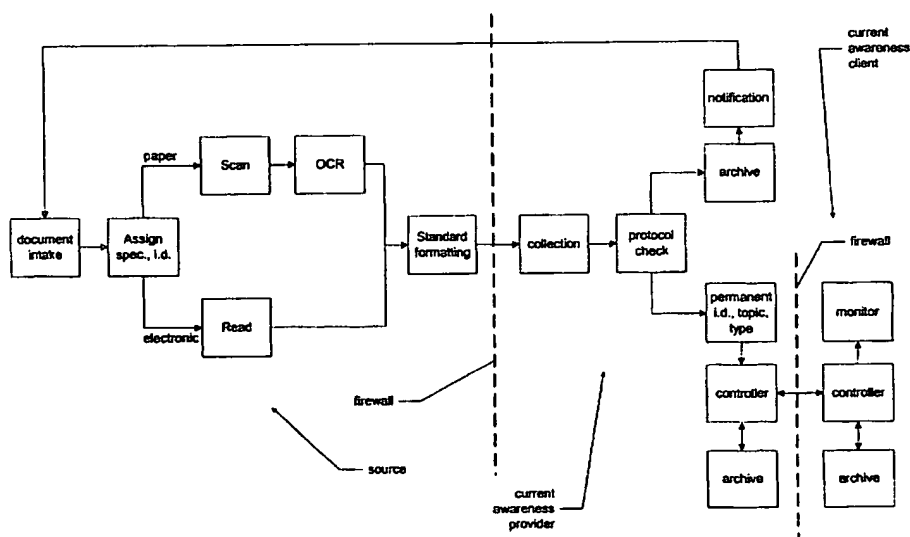 current
awareness
client
notification
paper
Scan
OCR
archive
document
intake
Assign
spec., i.d.
Standard
formatting
collection
protocol
check
firewall
electronic
Read
permanent
i.d., topic,
type
monitor
firewall
controller
controller
source
archive
archive
current
awareness
provider